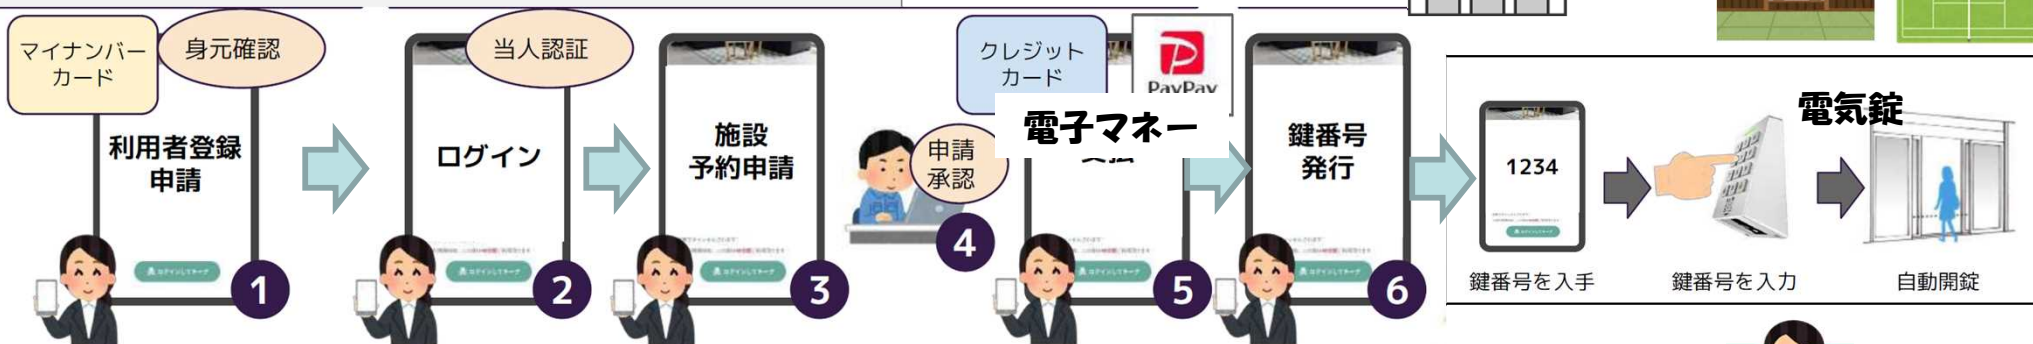 マイナンバー
カード
身元確認
利用者登録
申請
1
当人認証
ログイン
2
施設
予約申請
3
申請
承認
4
クレジット
カード
PayPay
電子マネー
5
鍵番号
発行
6
1234
鍵番号を入手
鍵番号を入力
電気錠
自動開錠